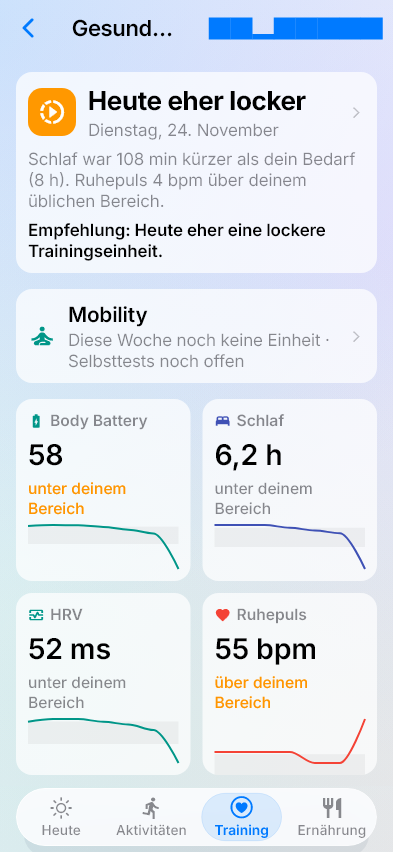 Gesund...
Heute eher locker
Dienstag, 24. November
Schlaf war 108 min kürzer als dein Bedarf
(8 h). Ruhepuls 4 bpm über deinem
üblichen Bereich.
Empfehlung: Heute eher eine lockere
Trainingseinheit.
Mobility
Diese Woche noch keine Einheit ·
Selbsttests noch offen
Body Battery
58
unter deinem
Bereich
Schlaf
6,2 h
unter deinem
Bereich
HRV
52 ms
unter deinem
Bereich
Ruhepuls
55 bpm
über deinem
Bereich
Heute
Aktivitäten
Training
Ernährung